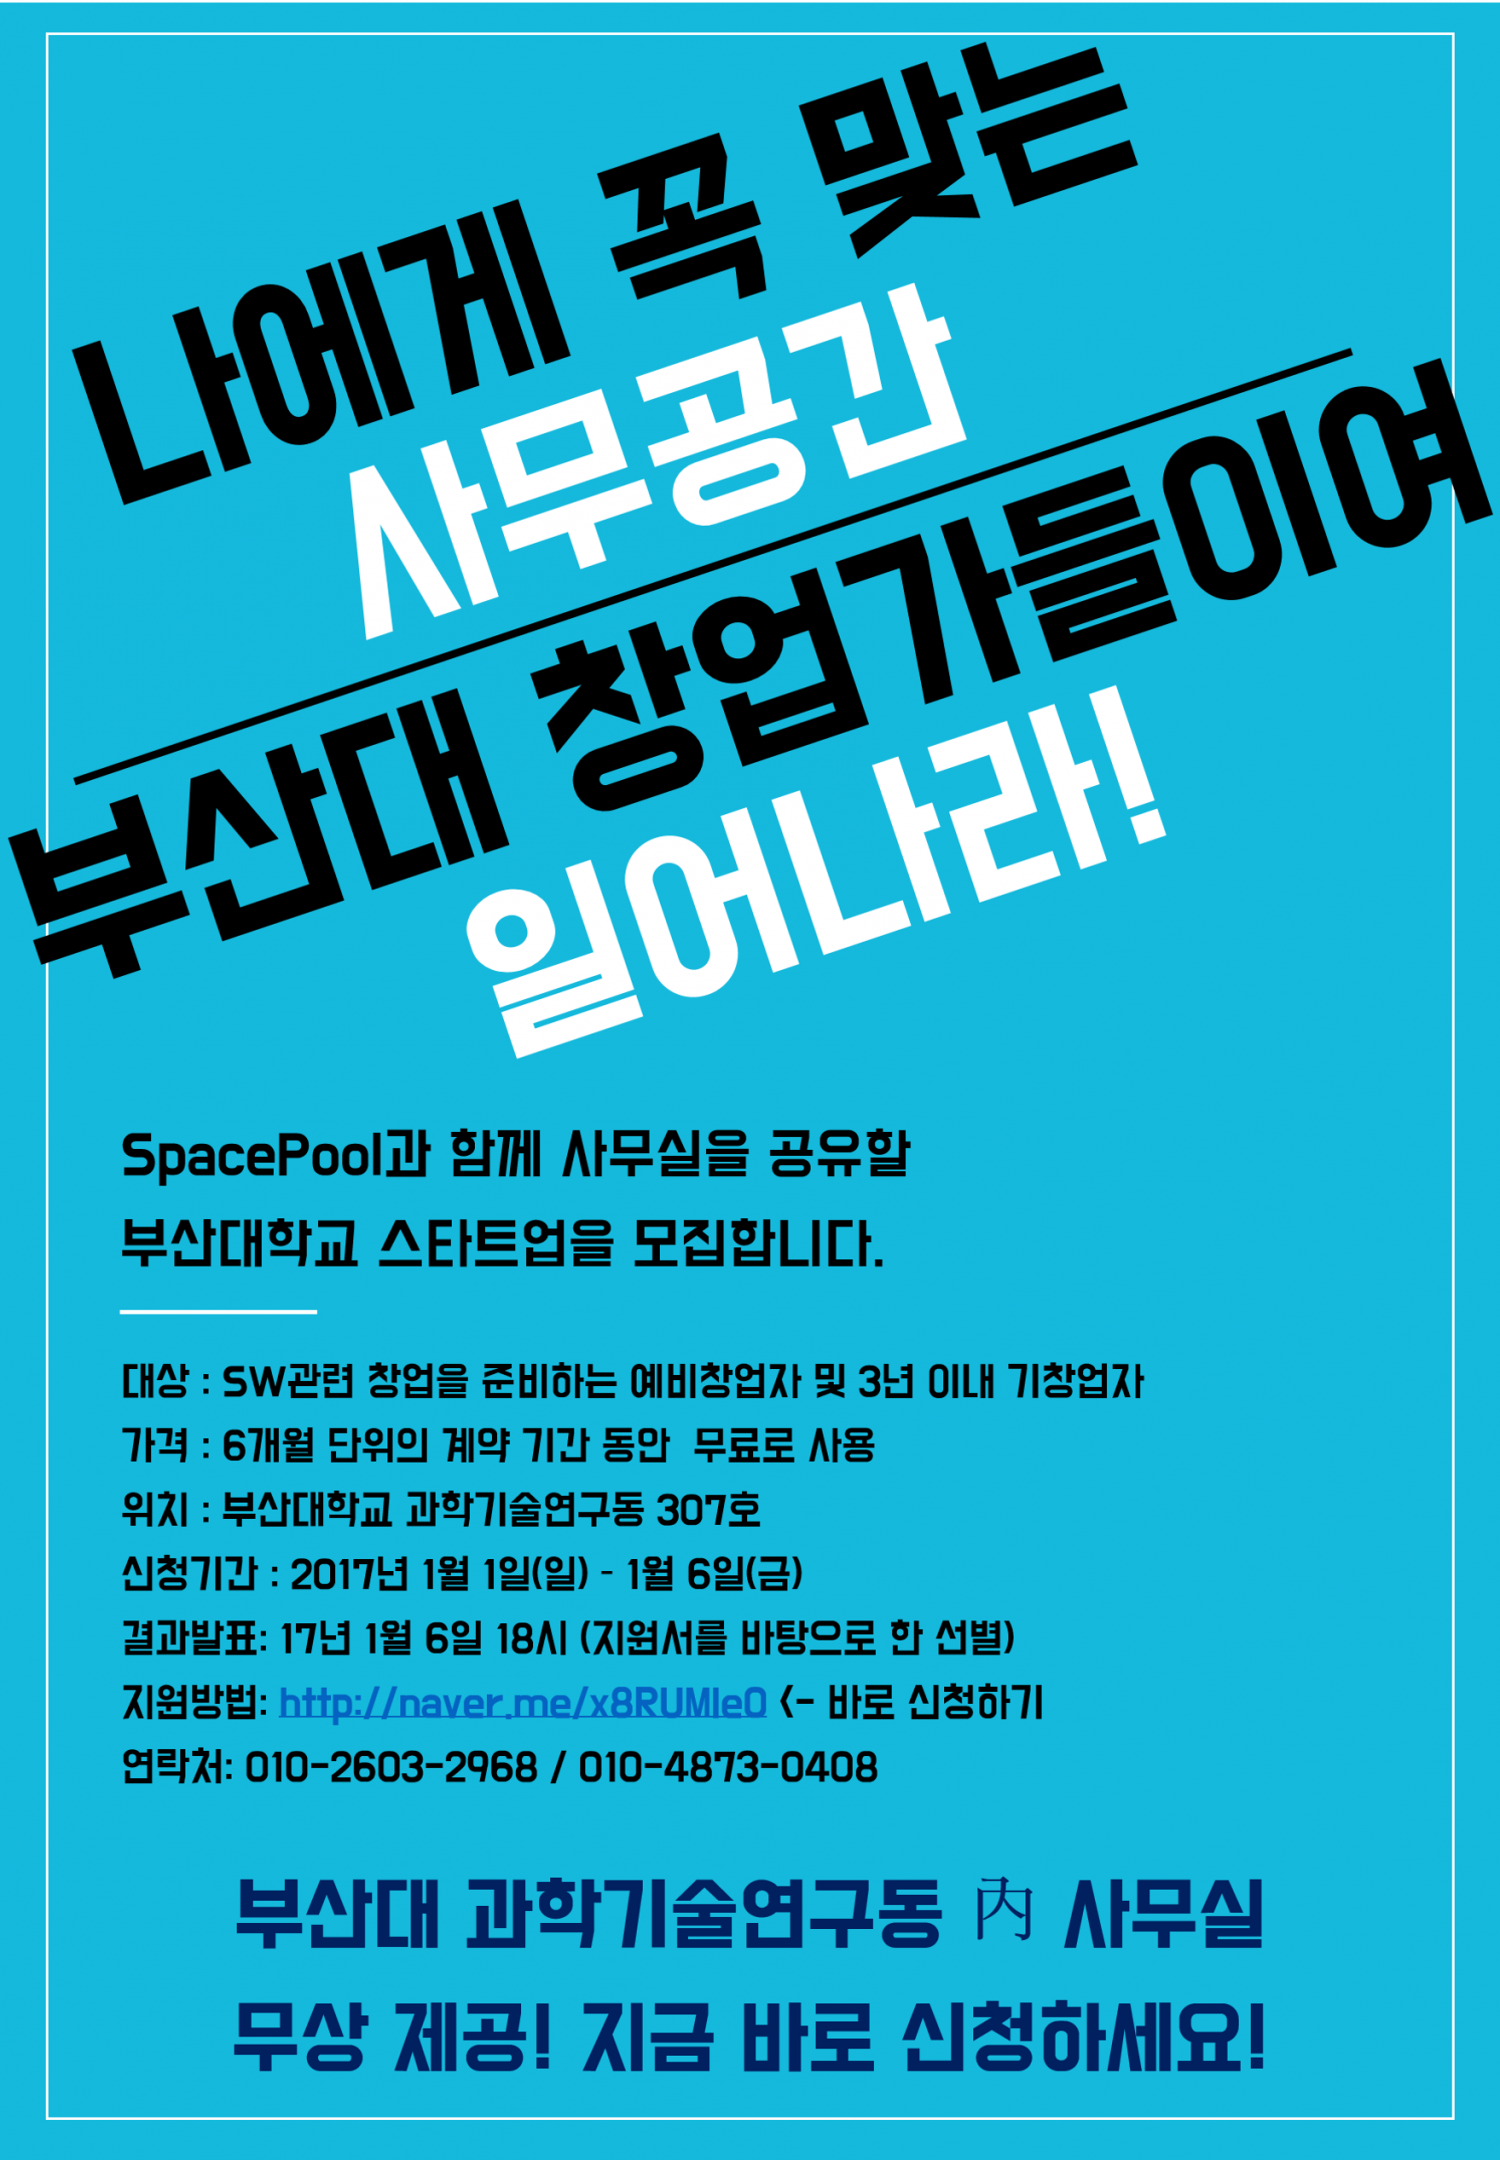 나에게 꼭 맞는
사무공간
부산대 창업가들이여
일어나라!
SpacePool과 함께 사무실을 공유할
부산대학교 스타트업을 모집합니다.
대상 : SW관련 창업을 준비하는 예비창업자 및 3년 이내 기창업자
가격 : 6개월 단위의 계약 기간 동안 무료로 사용
위치 : 부산대학교 과학기술연구동 307호
신청기간 : 2017년 1월 1일(일) - 1월 6일(금)
결과발표: 17년 1월 6일 18시 (지원서를 바탕으로 한 선별)
지원방법: http://naver.me/x8RUMIeO <- 바로 신청하기
연락처: 010-2603-2968 / 010-4873-0408
부산대 과학기술연구동 內 사무실
무상 제공! 지금 바로 신청하세요!